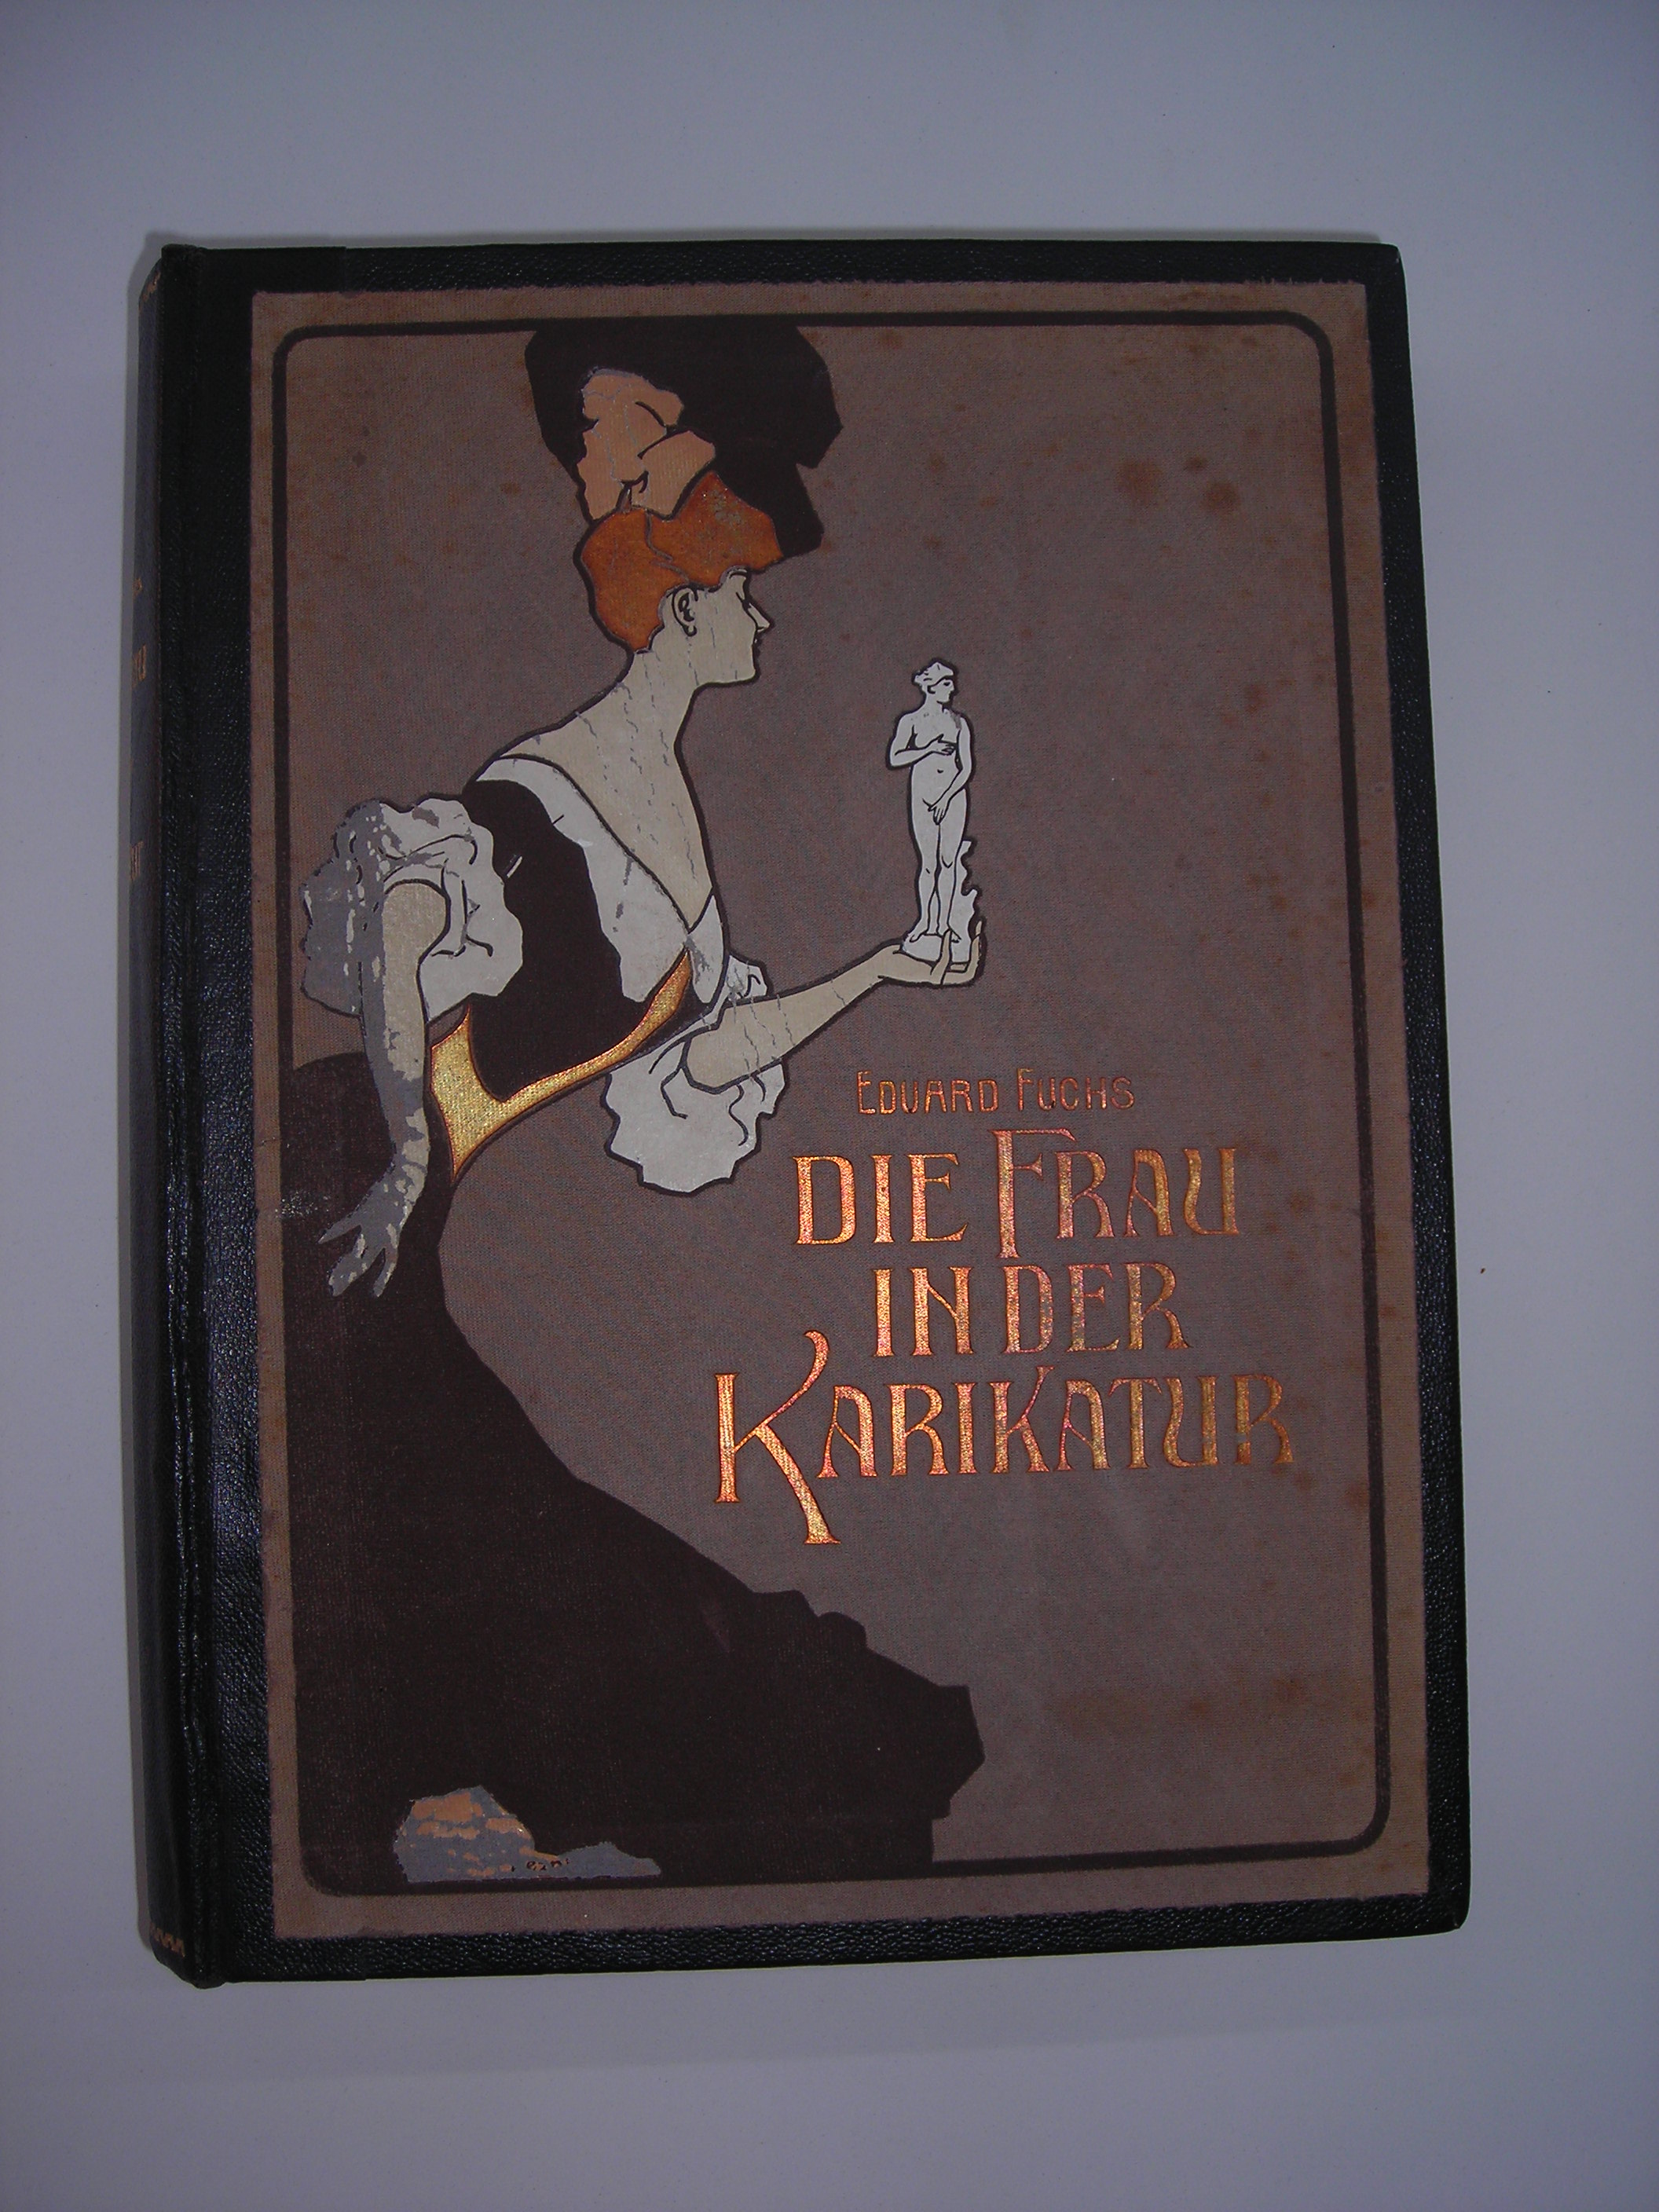 EDUARD FUCHS
DIE FRAU
IN DER
KARIKATUR